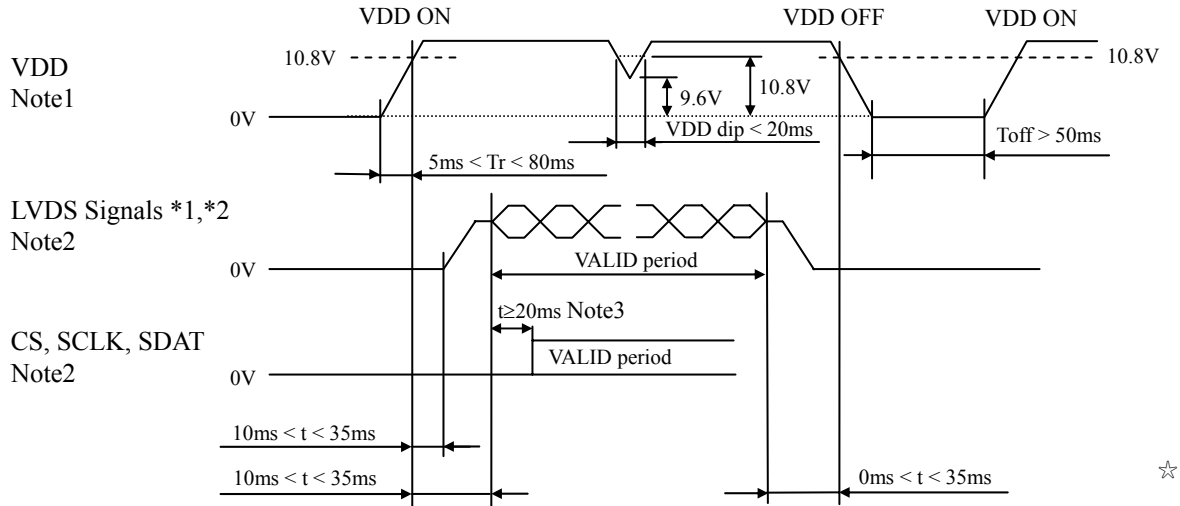 VDD ON VDD OFF VDD ON
VDD
Note1
10.8V
10.8V
9.6V
10.8V
0V
VDD dip < 20ms
Toff > 50ms
5ms < Tr < 80ms
LVDS Signals *1,*2
Note2
0V
VALID period
t≥20ms Note3
CS, SCLK, SDAT
Note2
VALID period
0V
10ms < t < 35ms
10ms < t < 35ms
0ms < t < 35ms
☆